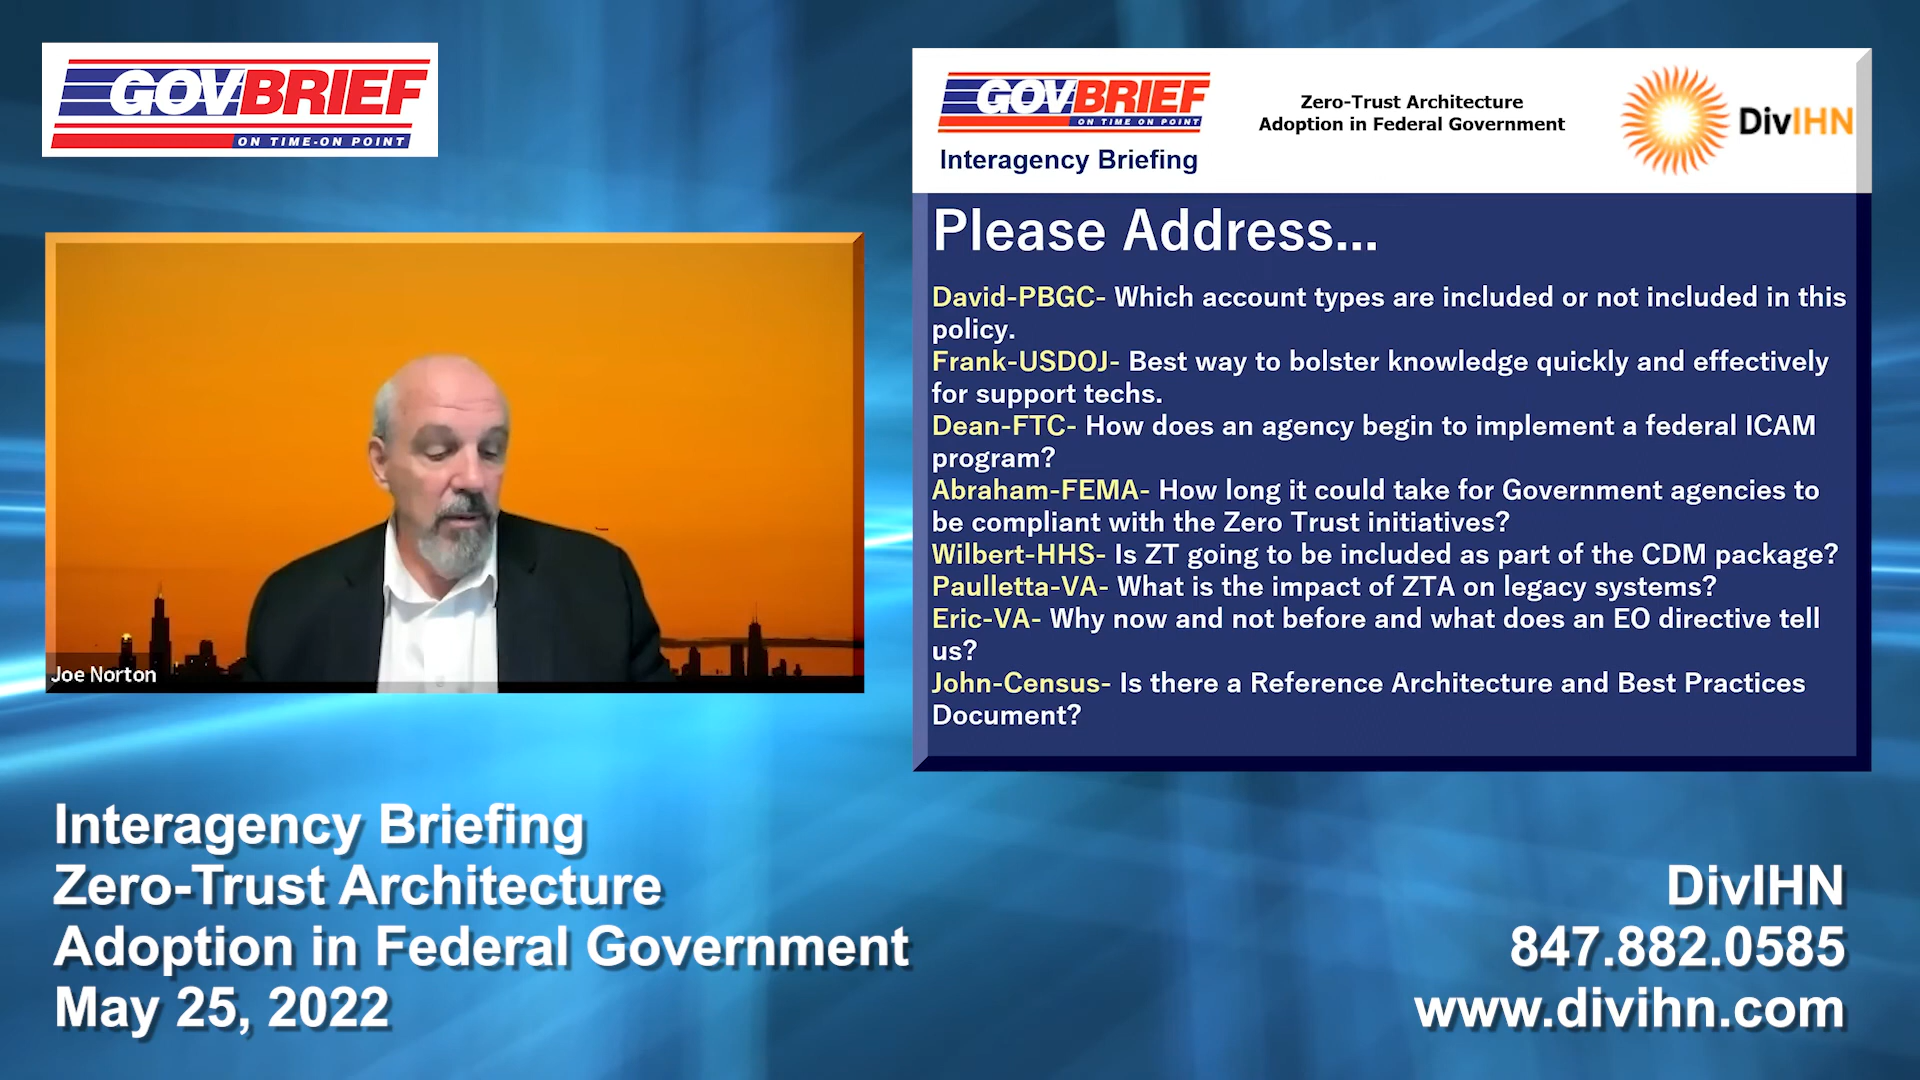 GOVBRIEF
ON TIME-ON POINT
GOVBRIEF
ON TIME ON POINT
Interagency Briefing
Zero-Trust Architecture
Adoption in Federal Government
DivIHN
Please Address...
David-PBGC- Which account types are included or not included in this
policy.
Frank-USDOJ- Best way to bolster knowledge quickly and effectively
for support techs.
Dean-FTC- How does an agency begin to implement a federal ICAM
program?
Abraham-FEMA- How long it could take for Government agencies to
be compliant with the Zero Trust initiatives?
Wilbert-HHS- Is ZT going to be included as part of the CDM package?
Paulletta-VA- What is the impact of ZTA on legacy systems?
Eric-VA- Why now and not before and what does an EO directive tell
us?
John-Census- Is there a Reference Architecture and Best Practices
Document?
Joe Norton
Interagency Briefing
Zero-Trust Architecture
Adoption in Federal Government
May 25, 2022
DivIHN
847.882.0585
www.divihn.com